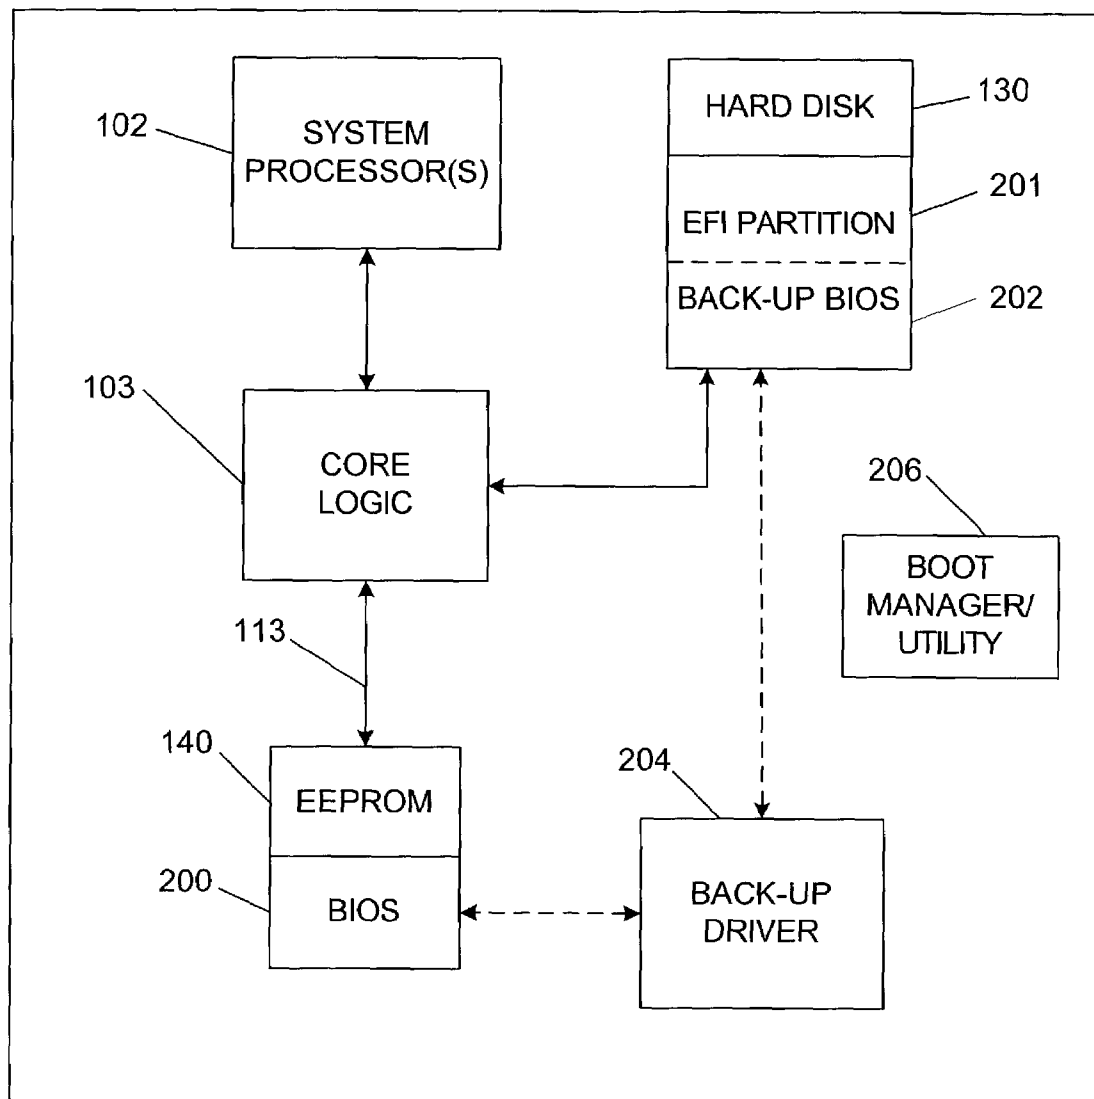 102
SYSTEM
PROCESSOR(S)
HARD DISK
130
EFI PARTITION
201
BACK-UP BIOS
202
103
CORE
LOGIC
206
BOOT
MANAGER/
UTILITY
113
140
EEPROM
200
BIOS
204
BACK-UP
DRIVER